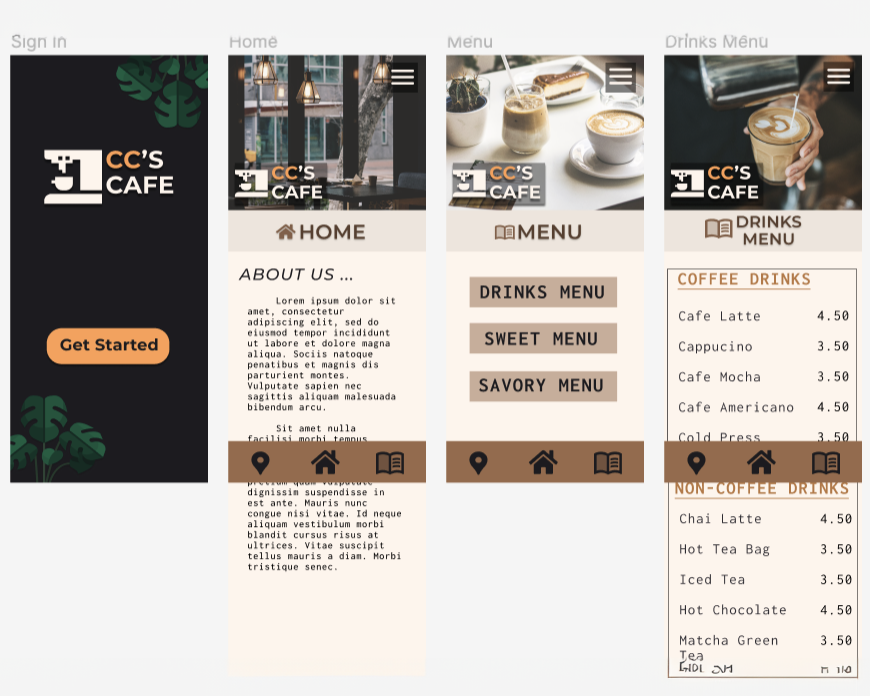 Sign In
Home
Menu
Drinks Menu
CC'S
CAFE
Get Started
CC'S
CAFE
HOME
ABOUT US ...
Lorem ipsum dolor sit
amet, consectetur
adipiscing elit, sed do
eiusmod tempor incididunt
ut labore et dolore magna
aliqua. Sociis natoque
penatibus et magnis dis
parturient montes.
Vulputate sapien nec
sagittis aliquam malesuada
bibendum arcu.
Sit amet nulla
facilisi morbi tempus
pretium quam vulputate
dignissim suspendisse in
est ante. Mauris nunc
congue nisi vitae. Id neque
aliquam vestibulum morbi
blandit cursus risus at
ultrices. Vitae suscipit
tellus mauris a diam. Morbi
tristique senec.
CC'S
CAFE
MENU
DRINKS MENU
SWEET MENU
SAVORY MENU
CC'S
CAFE
DRINKS
MENU
COFFEE DRINKS
Cafe Latte 4.50
Cappucino 3.50
Cafe Mocha 3.50
Cafe Americano 4.50
Cold Press 3.50
NON-COFFEE DRINKS
Chai Latte 4.50
Hot Tea Bag 3.50
Iced Tea 3.50
Hot Chocolate 4.50
Matcha Green 3.50
Tea